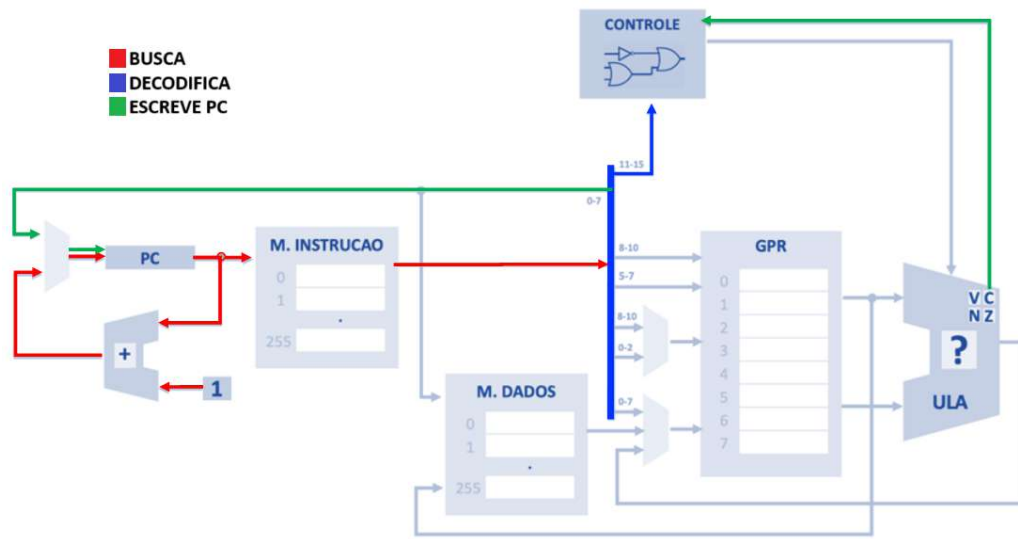 CONTROLE
BUSCA
DECODIFICA
ESCREVE PC
11-15
0-7
M. INSTRUCAO
0
1
.
255
PC
+
1
8-10
5-7
8-10
0-2
0-7
GPR
0
1
2
3
4
5
6
7
M. DADOS
0
1
.
255
V C
N Z
?
ULA